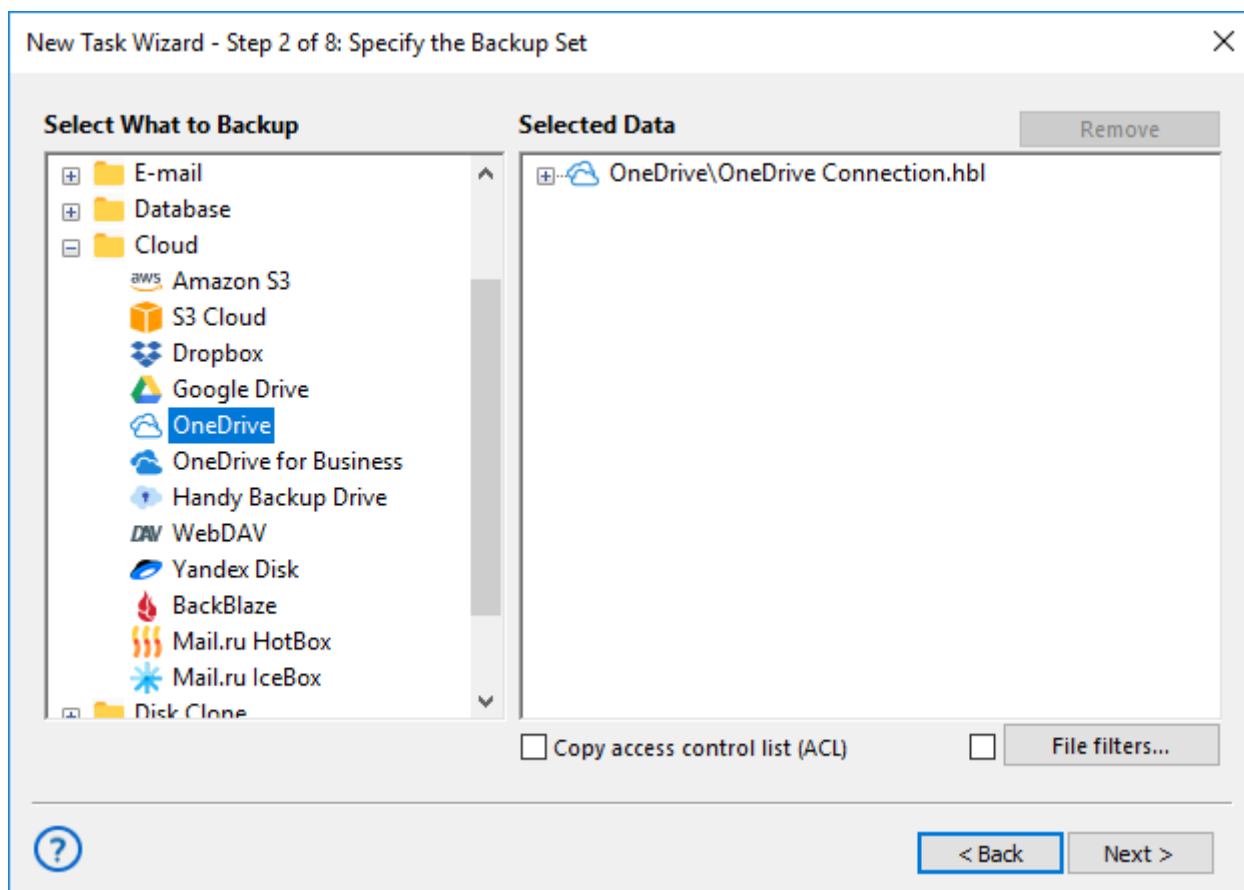 New Task Wizard - Step 2 of 8: Specify the Backup Set
Select What to Backup
E-mail
Database
Cloud
aws Amazon S3
S3 Cloud
Dropbox
Google Drive
OneDrive
OneDrive for Business
Handy Backup Drive
DAV WebDAV
Yandex Disk
BackBlaze
Mail.ru HotBox
Mail.ru IceBox
Disk Clone
Selected Data
Remove
OneDrive\OneDrive Connection.hbl
Copy access control list (ACL)
File filters...
?
< Back
Next >